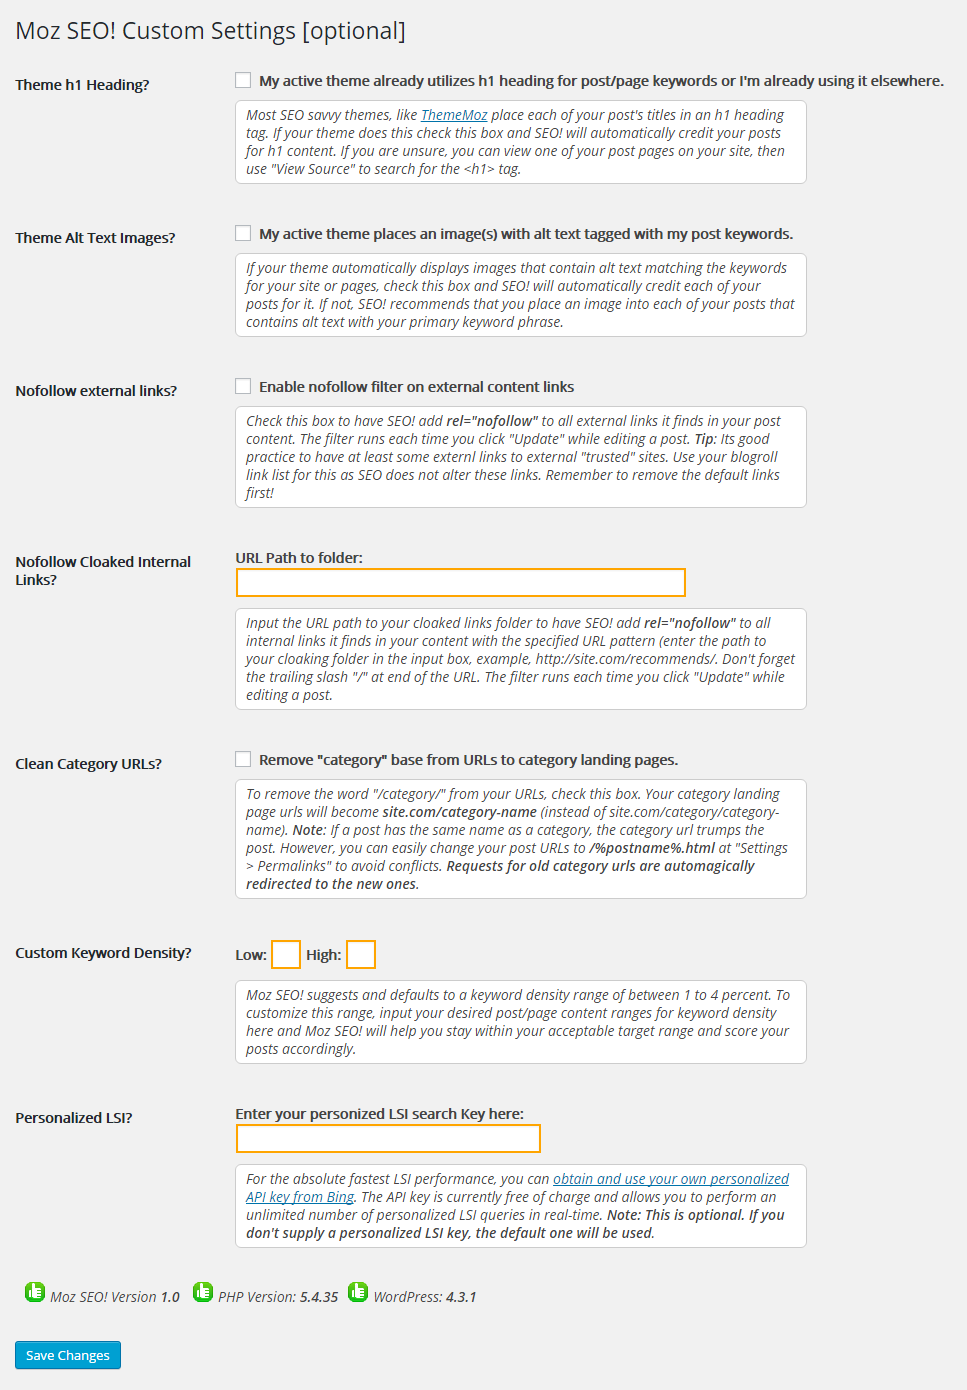 Moz SEO! Custom Settings [optional]
Theme h1 Heading?
My active theme already utilizes h1 heading for post/page keywords or I'm already using it elsewhere.
Most SEO savvy themes, like ThemeMoz place each of your post's titles in an h1 heading
tag. If your theme does this check this box and SEO! will automatically credit your posts
for h1 content. If you are unsure, you can view one of your post pages on your site, then
use "View Source" to search for the <h1> tag.
Theme Alt Text Images?
My active theme places an image(s) with alt text tagged with my post keywords.
If your theme automatically displays images that contain alt text matching the keywords
for your site or pages, check this box and SEO! will automatically credit each of your
posts for it. If not, SEO! recommends that you place an image into each of your posts that
contains alt text with your primary keyword phrase.
Nofollow external links?
Enable nofollow filter on external content links
Check this box to have SEO! add rel="nofollow" to all external links it finds in your post
content. The filter runs each time you click "Update" while editing a post. Tip: Its good
practice to have at least some externl links to external "trusted" sites. Use your blogroll
link list for this as SEO does not alter these links. Remember to remove the default links
first!
Nofollow Cloaked Internal
Links?
URL Path to folder:
Input the URL path to your cloaked links folder to have SEO! add rel="nofollow" to all
internal links it finds in your content with the specified URL pattern (enter the path to
your cloaking folder in the input box, example, http://site.com/recommends/. Don't forget
the trailing slash "/" at end of the URL. The filter runs each time you click "Update" while
editing a post.
Clean Category URLs?
Remove "category" base from URLs to category landing pages.
To remove the word "/category/" from your URLs, check this box. Your category landing
page urls will become site.com/category-name (instead of site.com/category/category-
name). Note: If a post has the same name as a category, the category url trumps the
post. However, you can easily change your post URLs to /%postname%.html at "Settings
> Permalinks" to avoid conflicts. Requests for old category urls are automagically
redirected to the new ones.
Custom Keyword Density?
Low: High:
Moz SEO! suggests and defaults to a keyword density range of between 1 to 4 percent. To
customize this range, input your desired post/page content ranges for keyword density
here and Moz SEO! will help you stay within your acceptable target range and score your
posts accordingly.
Personalized LSI?
Enter your personized LSI search Key here:
For the absolute fastest LSI performance, you can obtain and use your own personalized
API key from Bing. The API key is currently free of charge and allows you to perform an
unlimited number of personalized LSI queries in real-time. Note: This is optional. If you
don't supply a personalized LSI key, the default one will be used.
Moz SEO! Version 1.0 PHP Version: 5.4.35 WordPress: 4.3.1
Save Changes